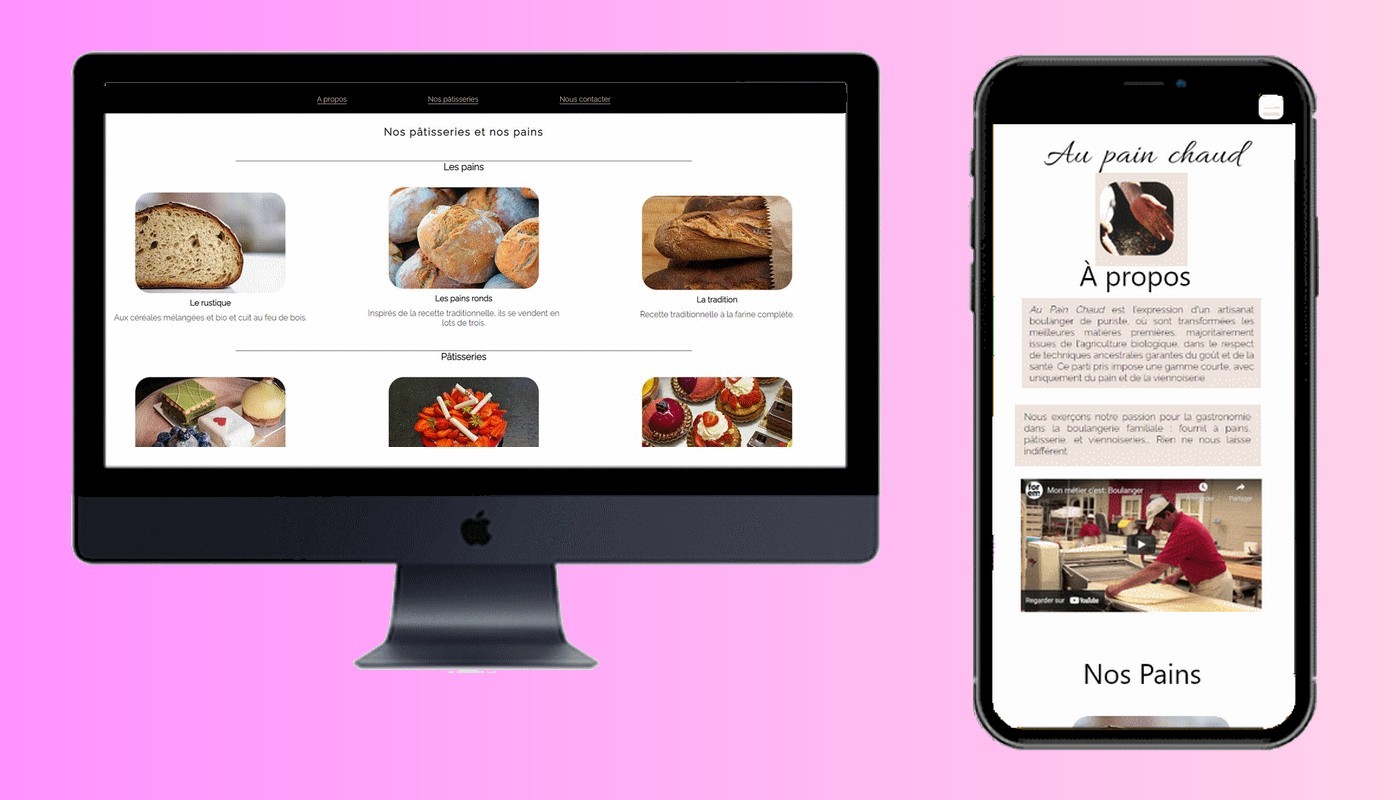 A propos
Nos pâtisseries
Nous contacter
Nos pâtisseries et nos pains
Les pains
Le rustique
Aux céréales mélangées et bio et cuit au feu de bois.
Les pains ronds
Inspirés de la recette traditionnelle, ils se vendent en
lots de trois.
La tradition
Recette traditionnelle à la farine complète.
Pâtisseries
Au pain chaud
À propos
Au Pain Chaud est l'expression d'un artisanat
boulanger de puriste, où sont transformées les
meilleures matières premières, majoritairement
issues de l'agriculture biologique, dans le respect
de techniques ancestrales garantes du goût et de la
santé. Ce parti pris impose une gamme courte, avec
uniquement du pain et de la viennoiserie.
Nous exerçons notre passion pour la gastronomie
dans la boulangerie familiale : fournil à pains,
pâtisserie et viennoiseries... Rien ne nous laisse
indifférent.
for
em
Mon métier c'est: Boulanger
Partager
Regarder sur YouTube
Nos Pains